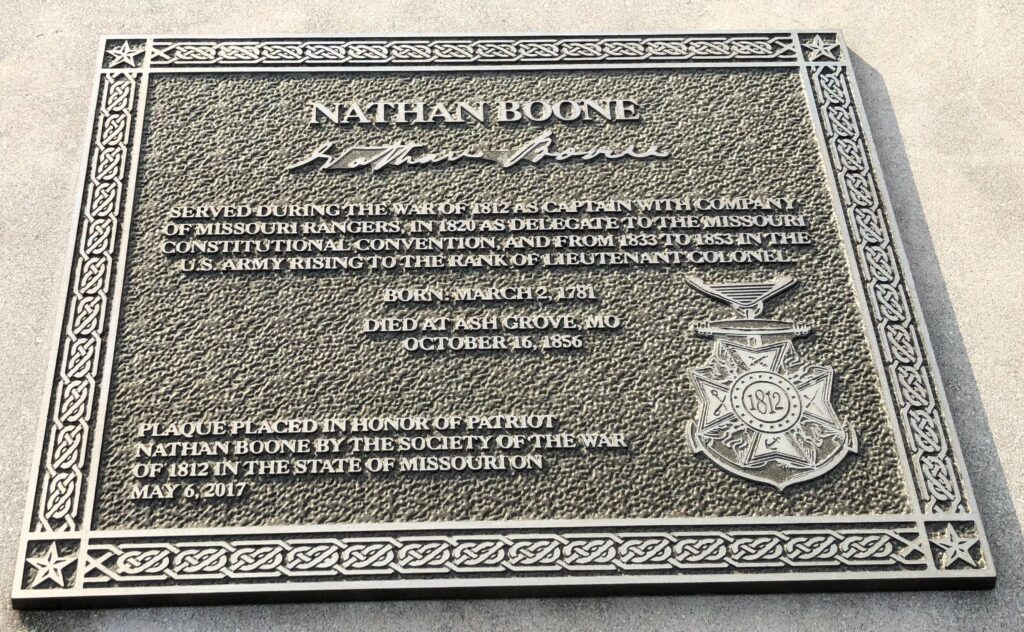 NATHAN BOONE
Nathan Boone
SERVED DURING THE WAR OF 1812 AS CAPTAIN WITH COMPANY
OF MISSOURI RANGERS, IN 1820 AS DELEGATE TO THE MISSOURI
CONSTITUTIONAL CONVENTION, AND FROM 1833 TO 1853 IN THE
U.S. ARMY RISING TO THE RANK OF LIEUTENANT COLONEL.
BORN: MARCH 2, 1781
DIED AT ASH GROVE, MO
OCTOBER 16, 1856
1812
PLAQUE PLACED IN HONOR OF PATRIOT
NATHAN BOONE BY THE SOCIETY OF THE WAR
OF 1812 IN THE STATE OF MISSOURI ON
MAY 6, 2017